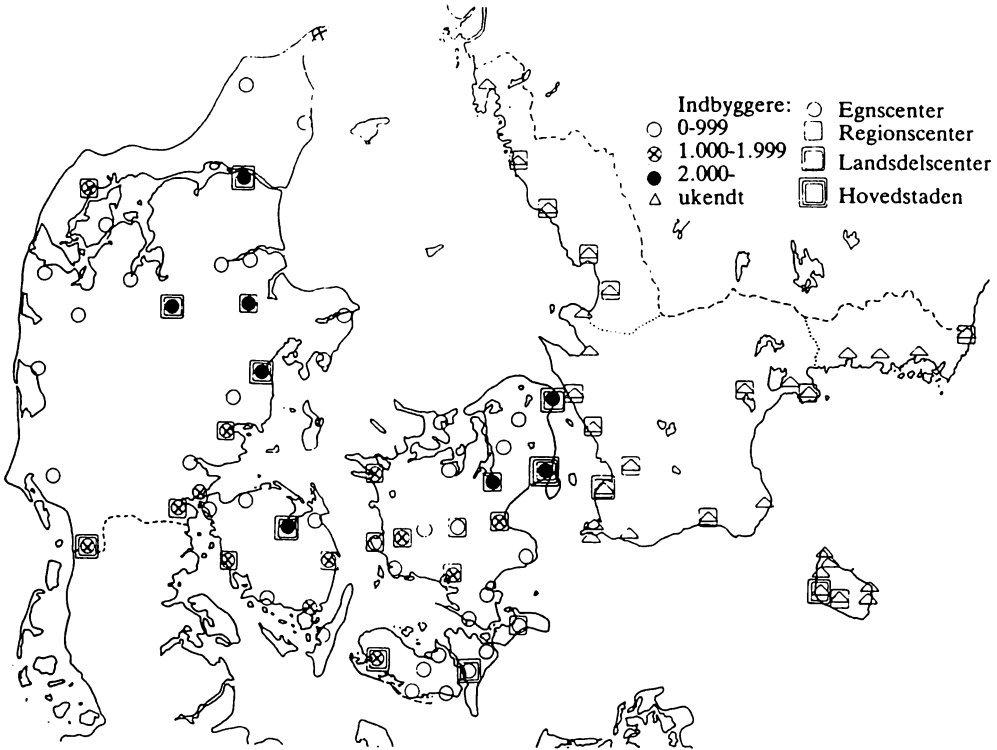 Indbyggere:
0-999
1.000-1.999
2.000-
ukendt
Egnscenter
Regionscenter
Landsdelscenter
Hovedstaden